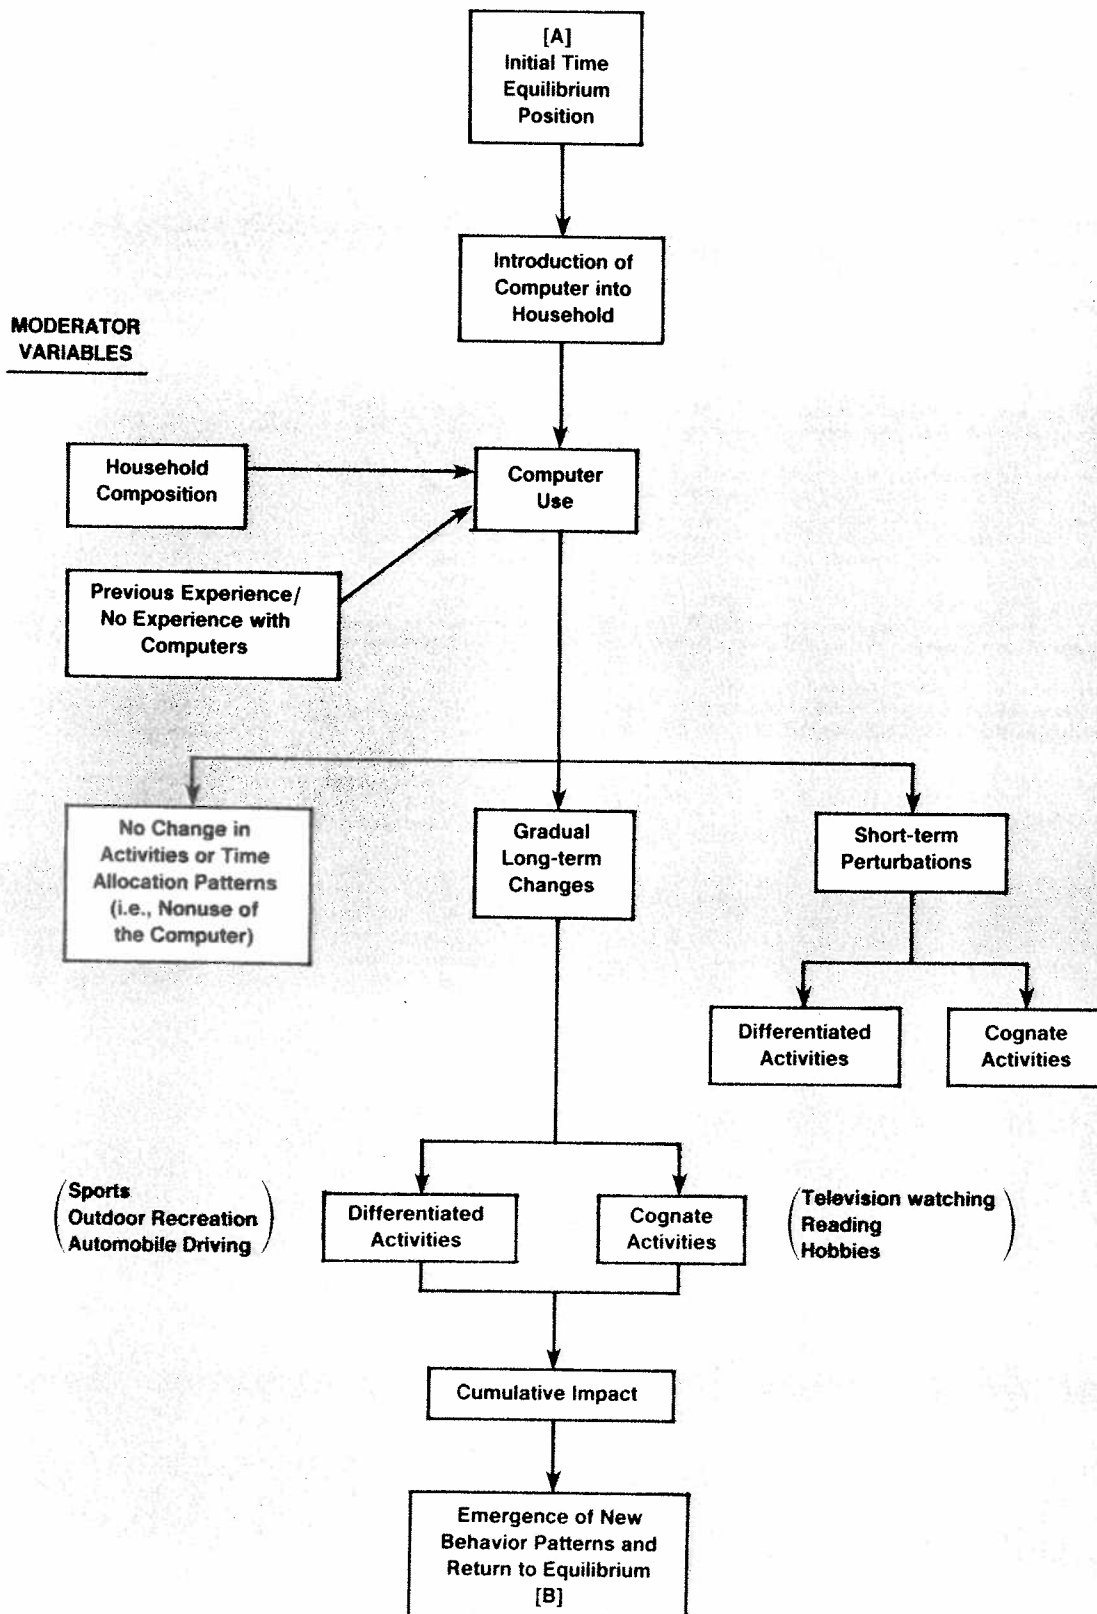 [A]
Initial Time
Equilibrium
Position
Introduction of
Computer into
Household
MODERATOR
VARIABLES
Household
Composition
Computer
Use
Previous Experience/
No Experience with
Computers
No Change in
Activities or Time
Allocation Patterns
(i.e., Nonuse of
the Computer)
Gradual
Long-term
Changes
Short-term
Perturbations
Differentiated
Activities
Cognate
Activities
Sports
Outdoor Recreation
Automobile Driving
Differentiated
Activities
Cognate
Activities
Television watching
Reading
Hobbies
Cumulative Impact
Emergence of New
Behavior Patterns and
Return to Equilibrium
[B]